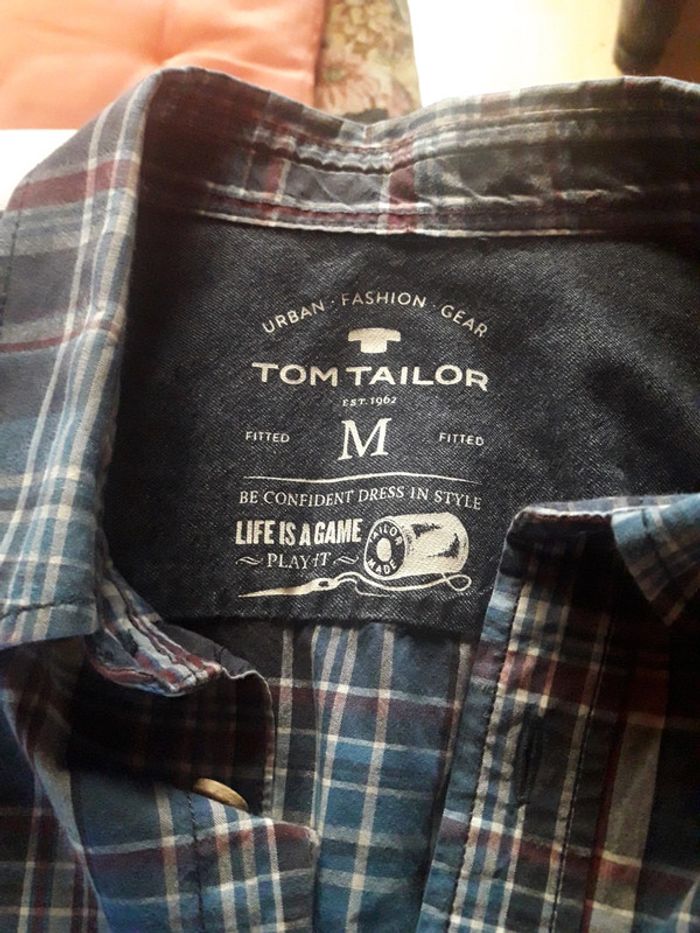 URBAN · FASHION · GEAR
TOM TAILOR
EST. 1962
FITTED M FITTED
BE CONFIDENT DRESS IN STYLE
LIFE IS A GAME
~ PLAY IT ~
TAILOR MADE